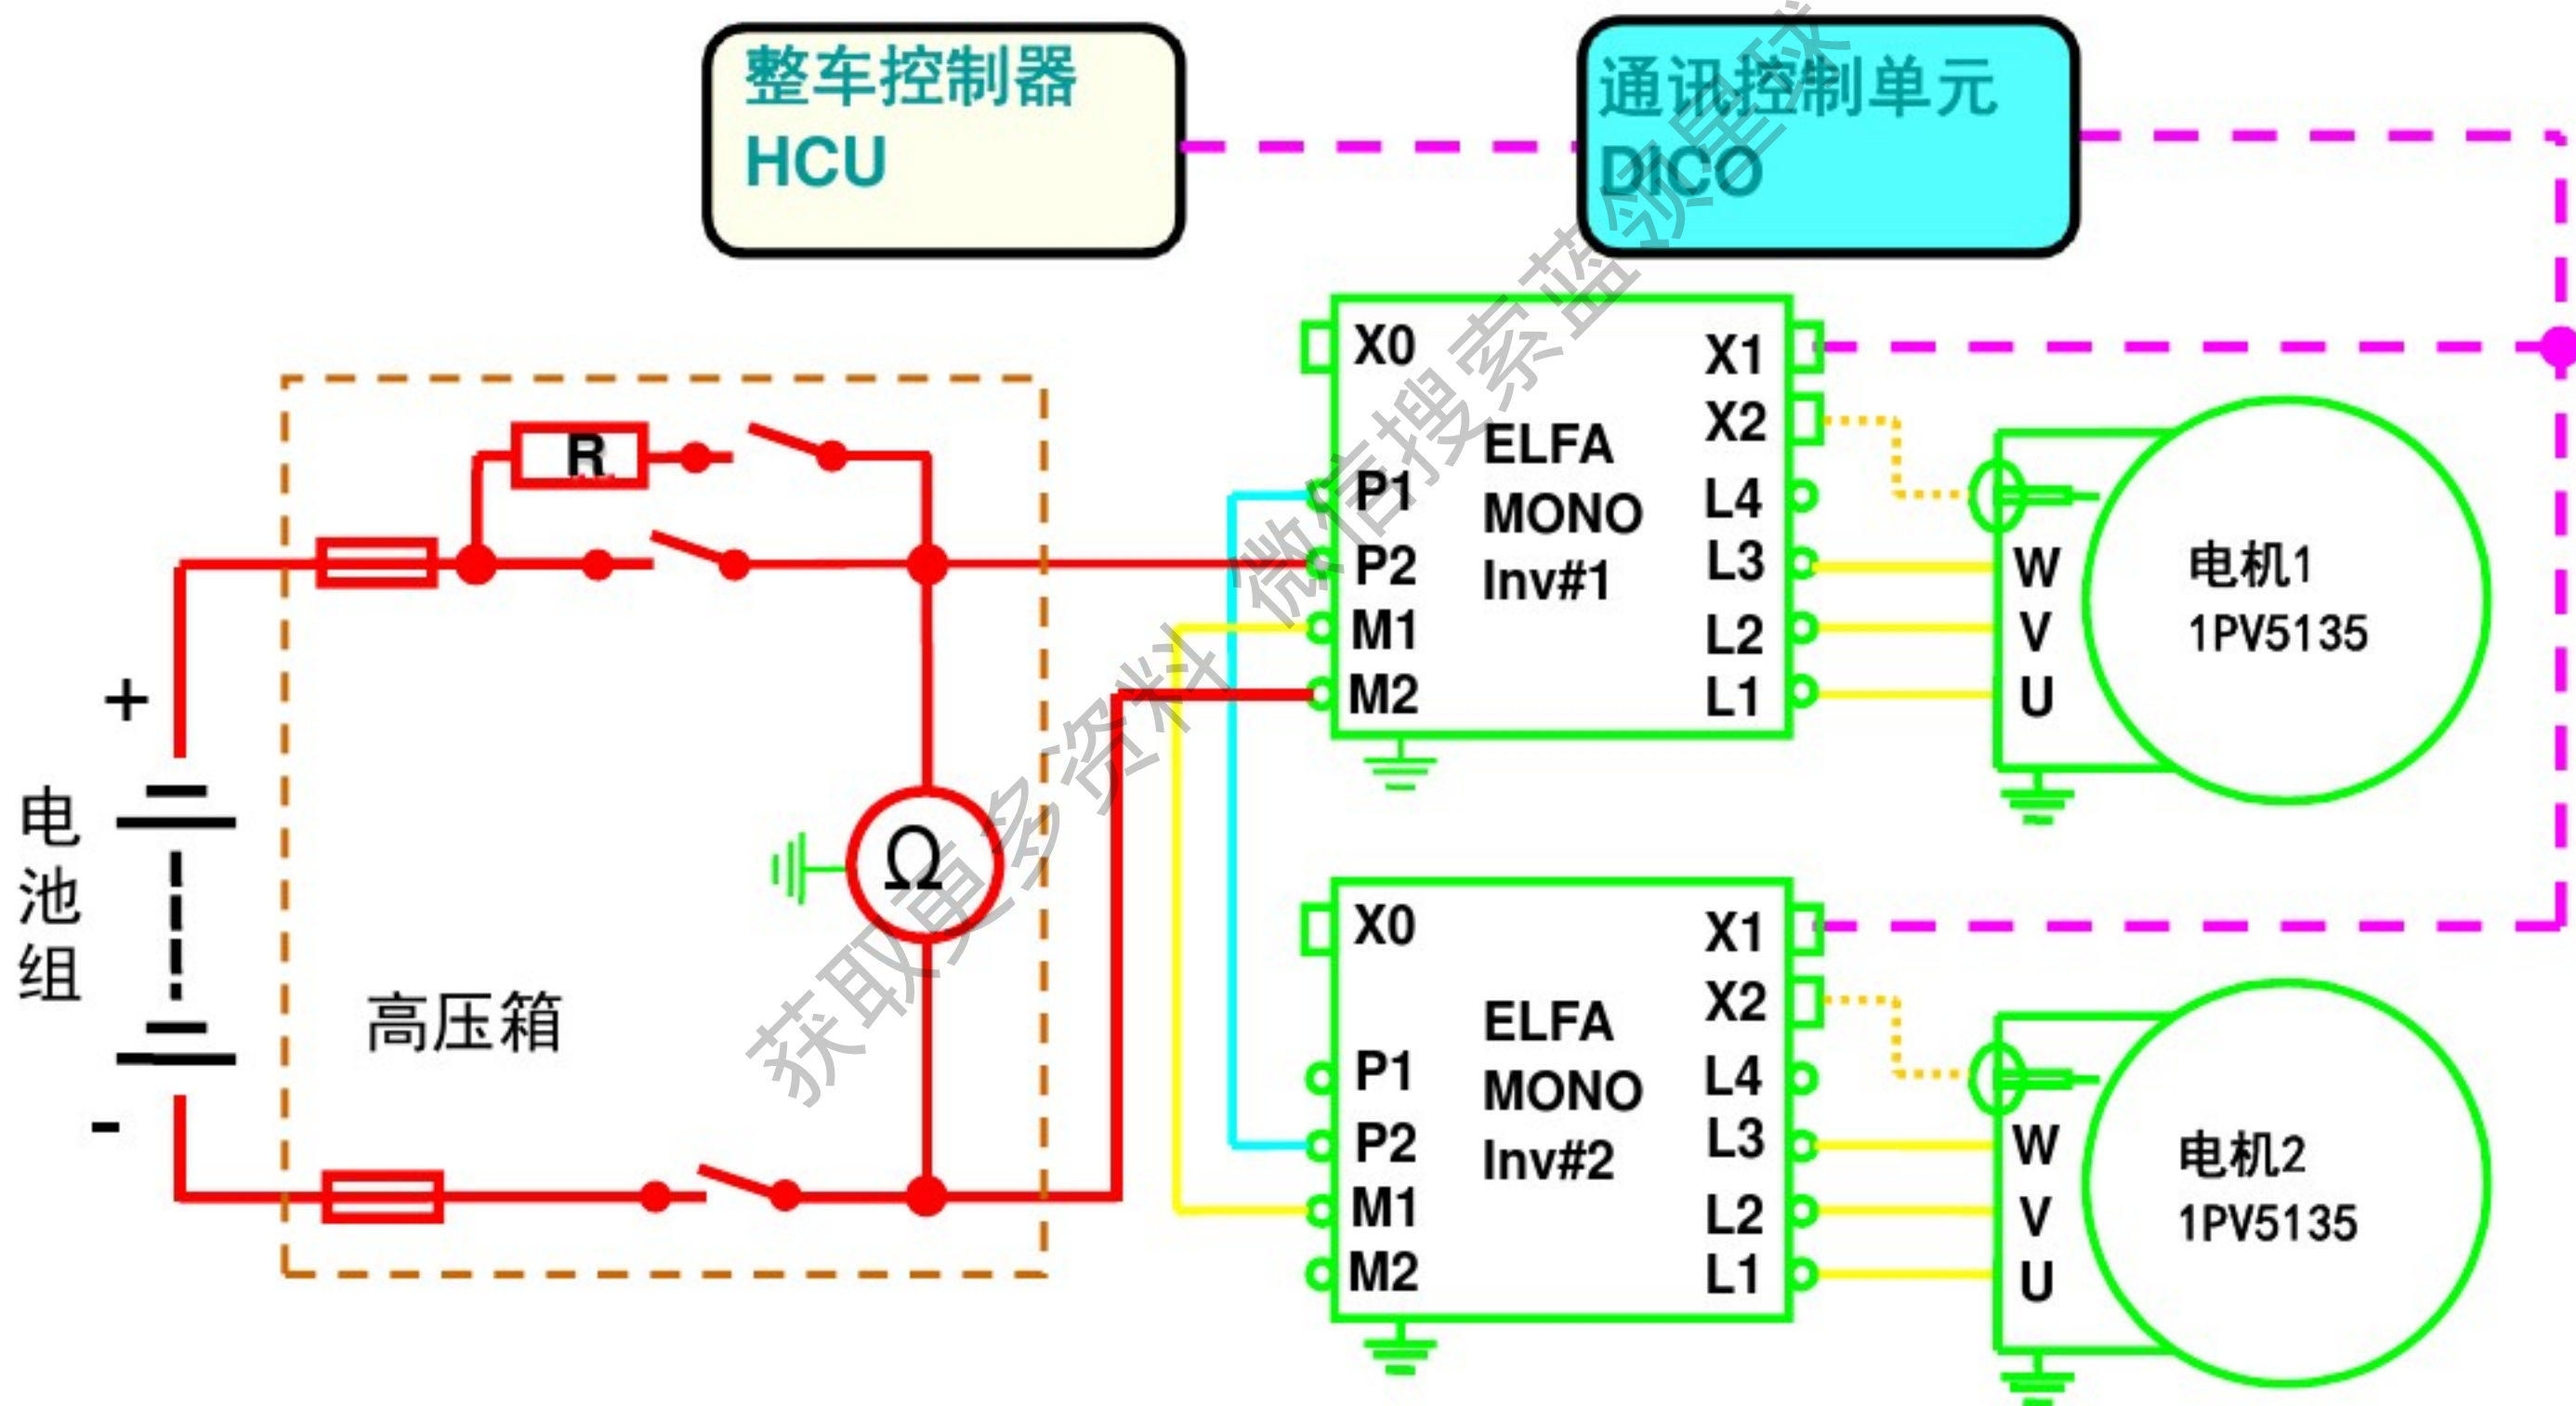 整车控制器
HCU
通讯控制单元
DICO
R
+
电
池
组
-
高压箱
Ω
X0
P1
P2
M1
M2
ELFA
MONO
Inv#1
X1
X2
L4
L3
L2
L1
W
V
U
电机1
1PV5135
X0
P1
P2
M1
M2
ELFA
MONO
Inv#2
X1
X2
L4
L3
L2
L1
W
V
U
电机2
1PV5135
获取更多资料 微信搜索蓝领星球